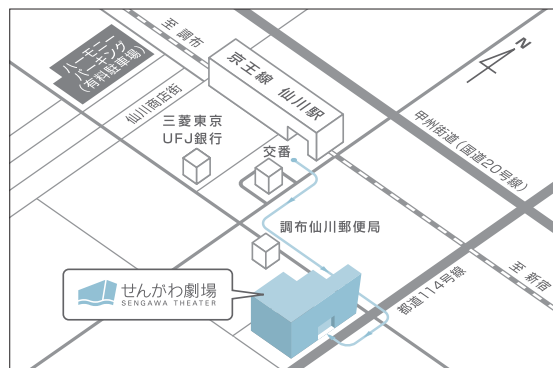 至 調布
ハーモニー
パーキング
(有料駐車場)
仙川商店街
京王線 仙川駅
N
三菱東京
UFJ銀行
交番
甲州街道(国道20号線)
調布仙川郵便局
せんがわ劇場
SENGAWA THEATER
都道114号線
至 新宿